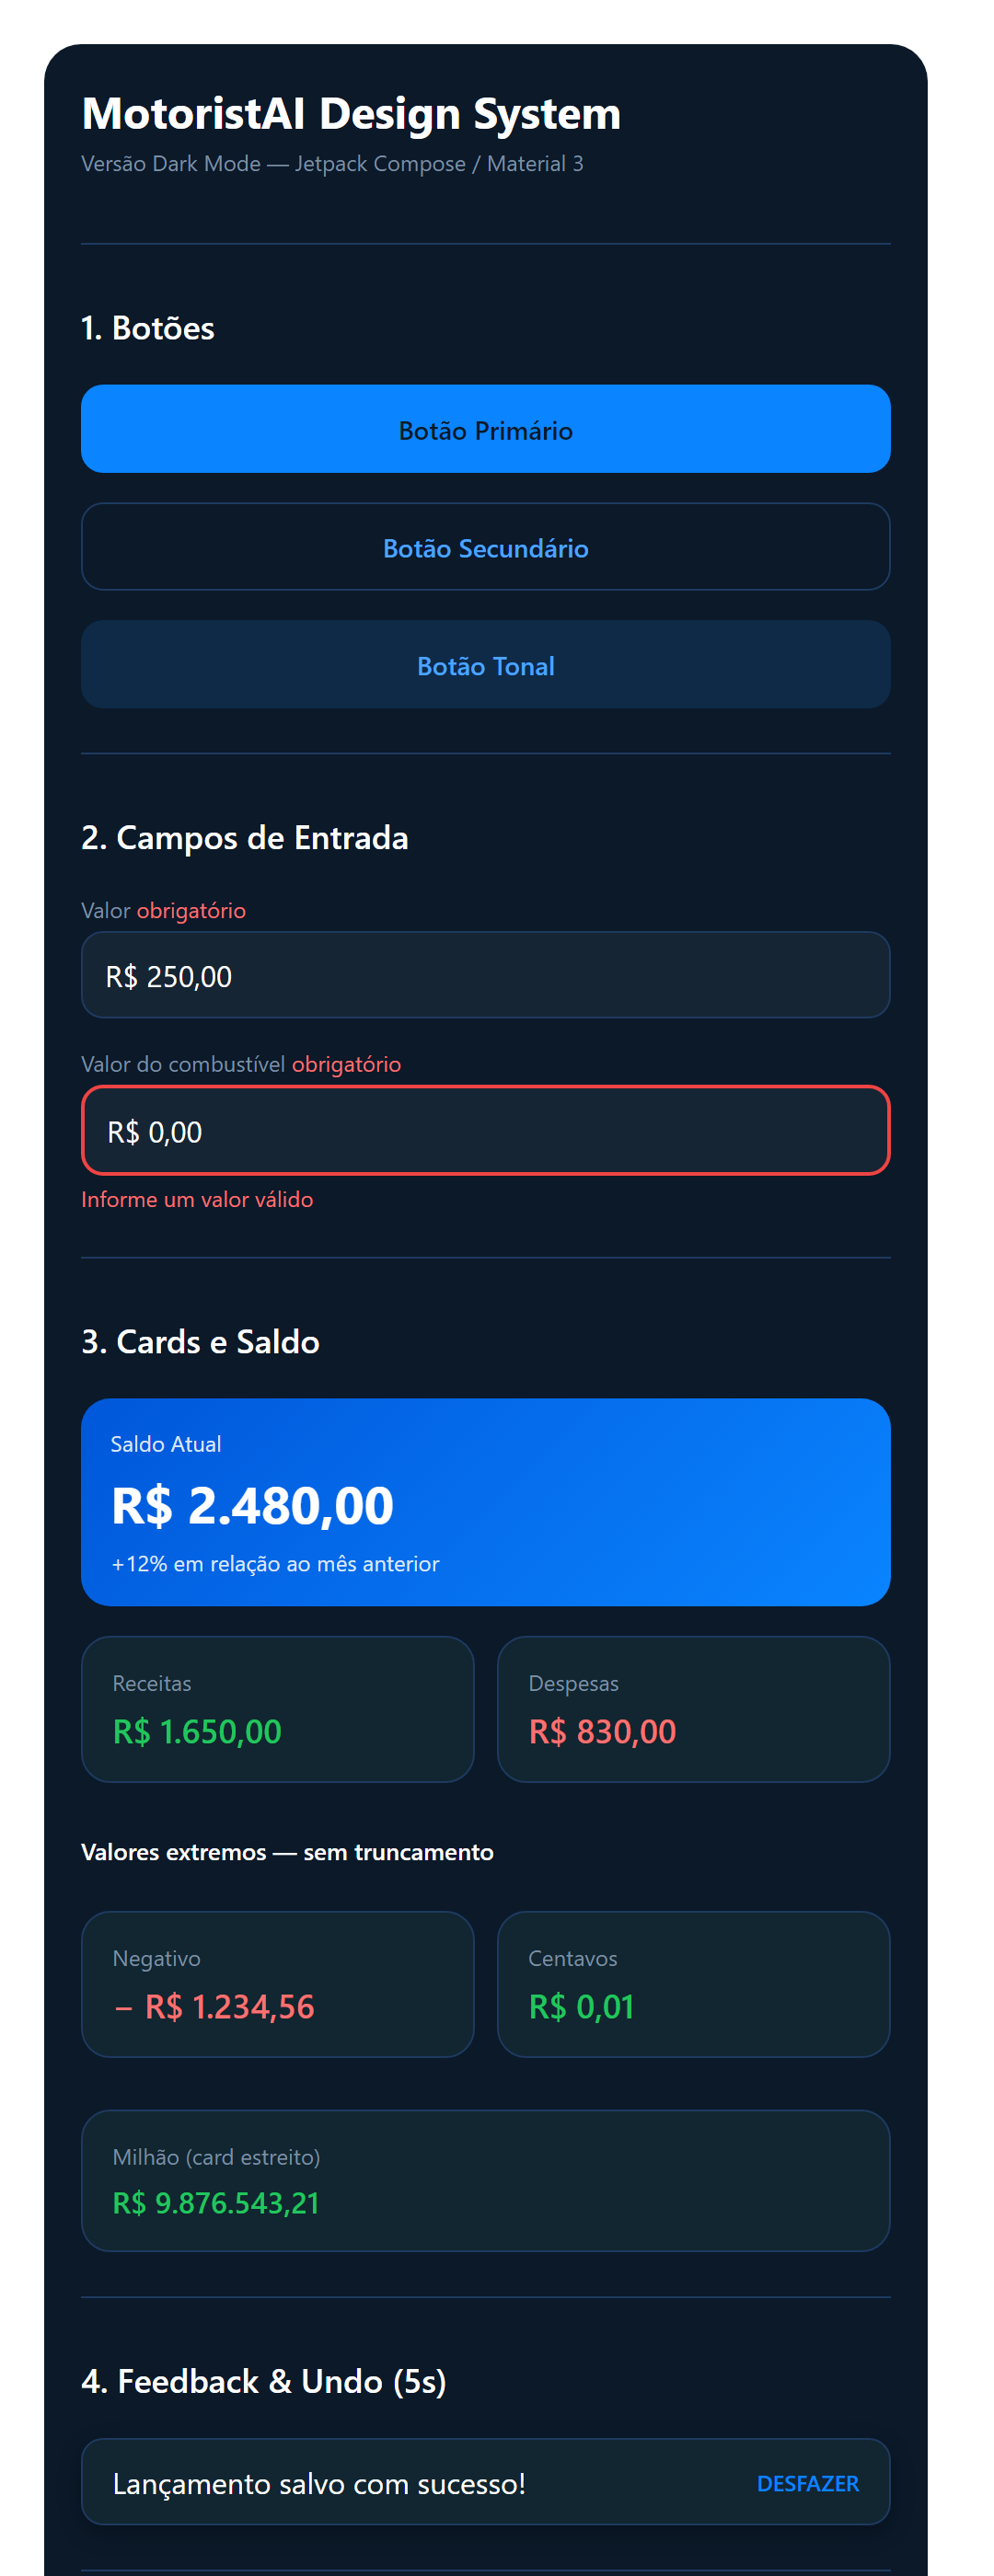 MotoristAI Design System
Versão Dark Mode — Jetpack Compose / Material 3
1. Botões
Botão Primário
Botão Secundário
Botão Tonal
2. Campos de Entrada
Valor obrigatório
R$ 250,00
Valor do combustível obrigatório
R$ 0,00
Informe um valor válido
3. Cards e Saldo
Saldo Atual
R$ 2.480,00
+12% em relação ao mês anterior
Receitas
R$ 1.650,00
Despesas
R$ 830,00
Valores extremos — sem truncamento
Negativo
− R$ 1.234,56
Centavos
R$ 0,01
Milhão (card estreito)
R$ 9.876.543,21
4. Feedback & Undo (5s)
Lançamento salvo com sucesso! DESFAZER